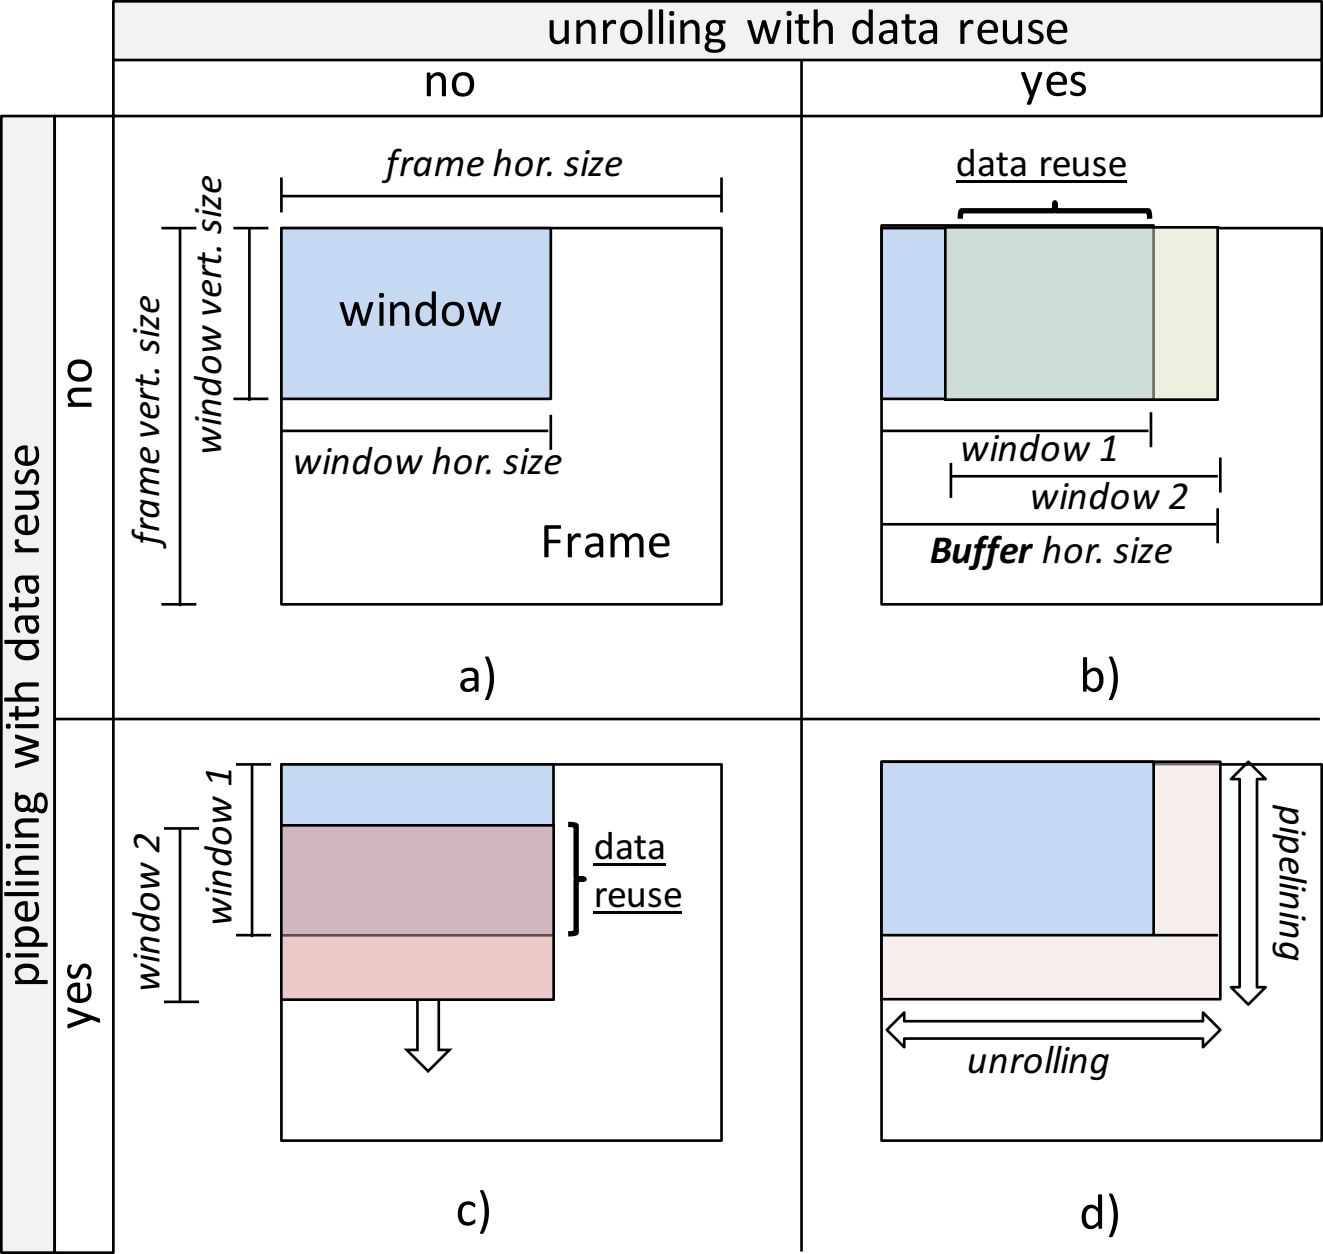 unrolling with data reuse
no
yes
pipelining with data reuse
no
yes
frame hor. size
frame vert. size
window vert. size
window
window hor. size
Frame
a)
data reuse
window 1
window 2
Buffer hor. size
b)
window 2
window 1
data
reuse
c)
pipelining
unrolling
d)